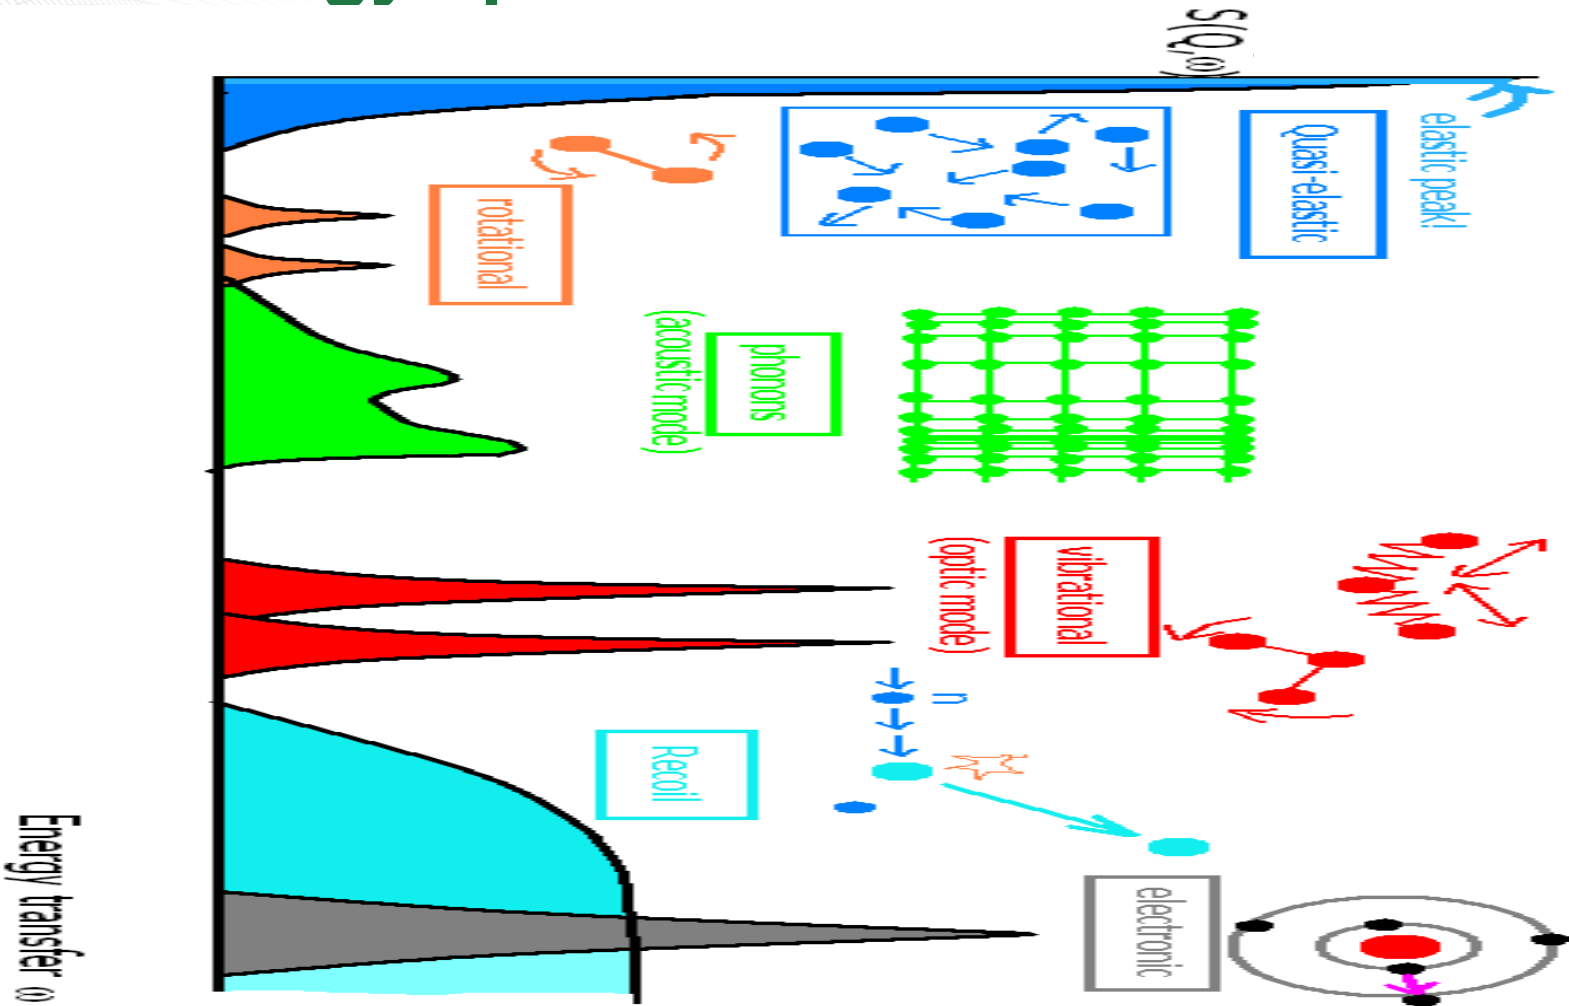 S(Q,ω)
elastic peak!
Quasi-elastic
rotational
phonons
(acoustic mode)
vibrational
(optic mode)
n
Recoil
electronic
Energy transfer ω